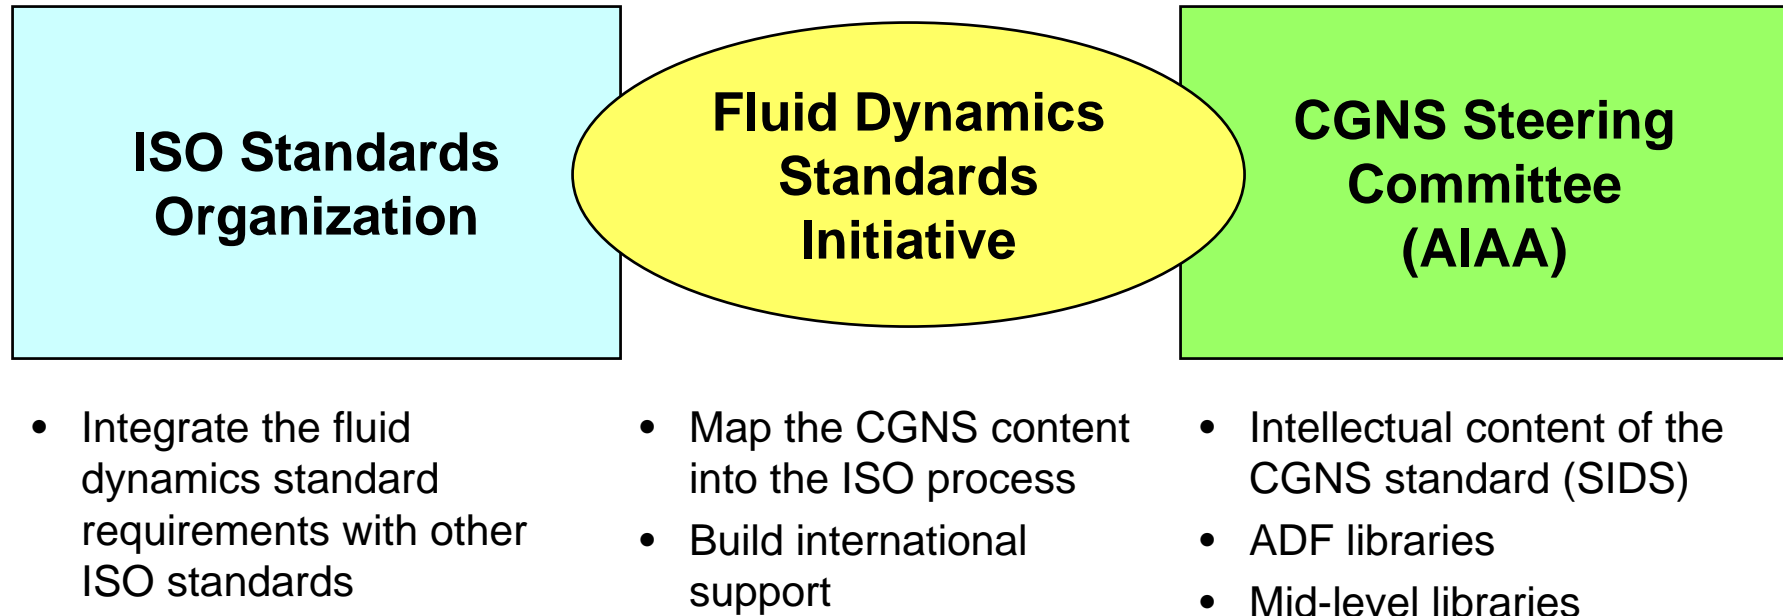 ISO Standards
Organization
Fluid Dynamics
Standards
Initiative
CGNS Steering
Committee
(AIAA)
• Integrate the fluid
dynamics standard
requirements with other
ISO standards
• Map the CGNS content
into the ISO process
• Build international
support
• Intellectual content of the
CGNS standard (SIDS)
• ADF libraries
• Mid-level libraries